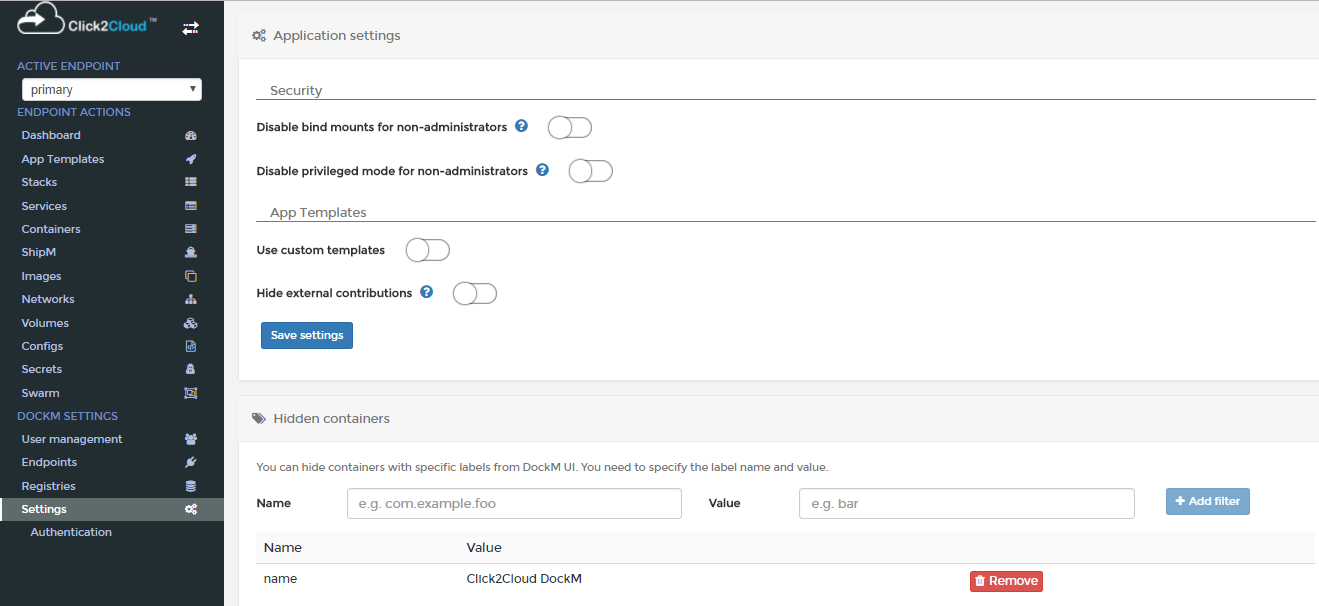 Click2Cloud™
ACTIVE ENDPOINT
primary
ENDPOINT ACTIONS
Dashboard
App Templates
Stacks
Services
Containers
ShipM
Images
Networks
Volumes
Configs
Secrets
Swarm
DOCKM SETTINGS
User management
Endpoints
Registries
Settings
Authentication
Application settings
Security
Disable bind mounts for non-administrators ?
Disable privileged mode for non-administrators ?
App Templates
Use custom templates
Hide external contributions ?
Save settings
Hidden containers
You can hide containers with specific labels from DockM UI. You need to specify the label name and value.
Name e.g. com.example.foo Value e.g. bar + Add filter
Name Value
name Click2Cloud DockM Remove